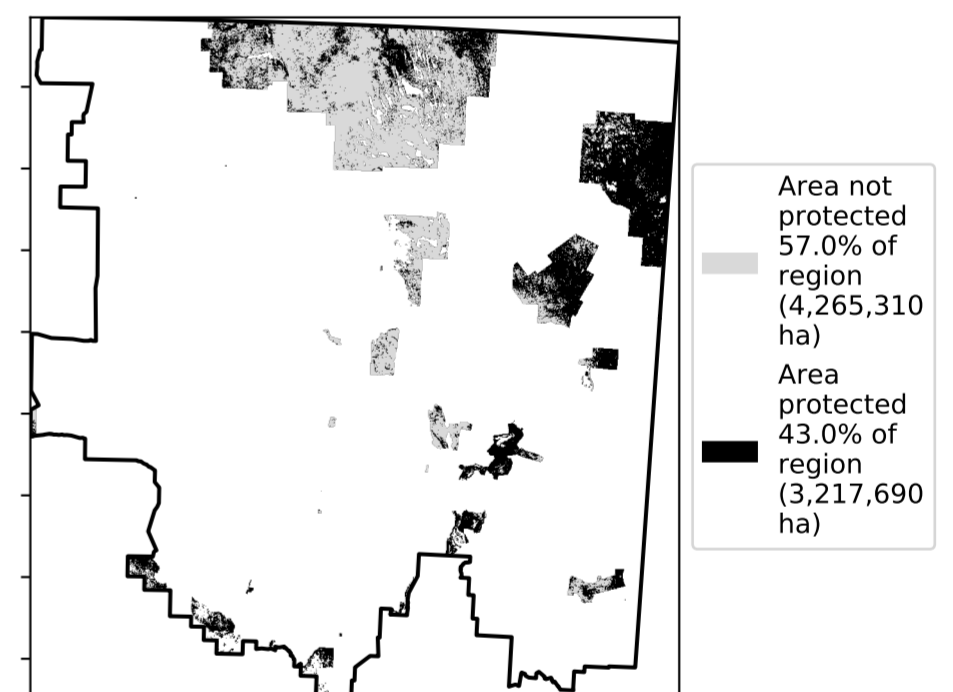 Area not
protected
57.0% of
region
(4,265,310
ha)
Area
protected
43.0% of
region
(3,217,690
ha)